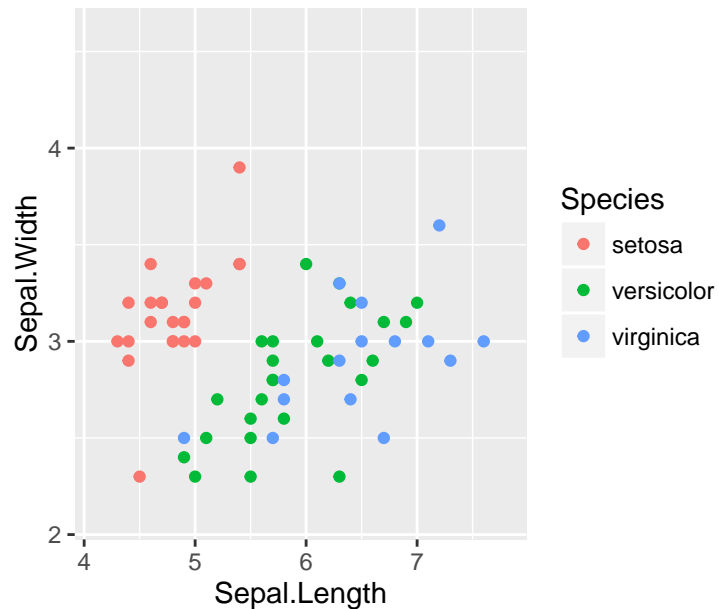 Sepal.Width
4
3
2
4 5 6 7
Sepal.Length
Species
setosa
versicolor
virginica